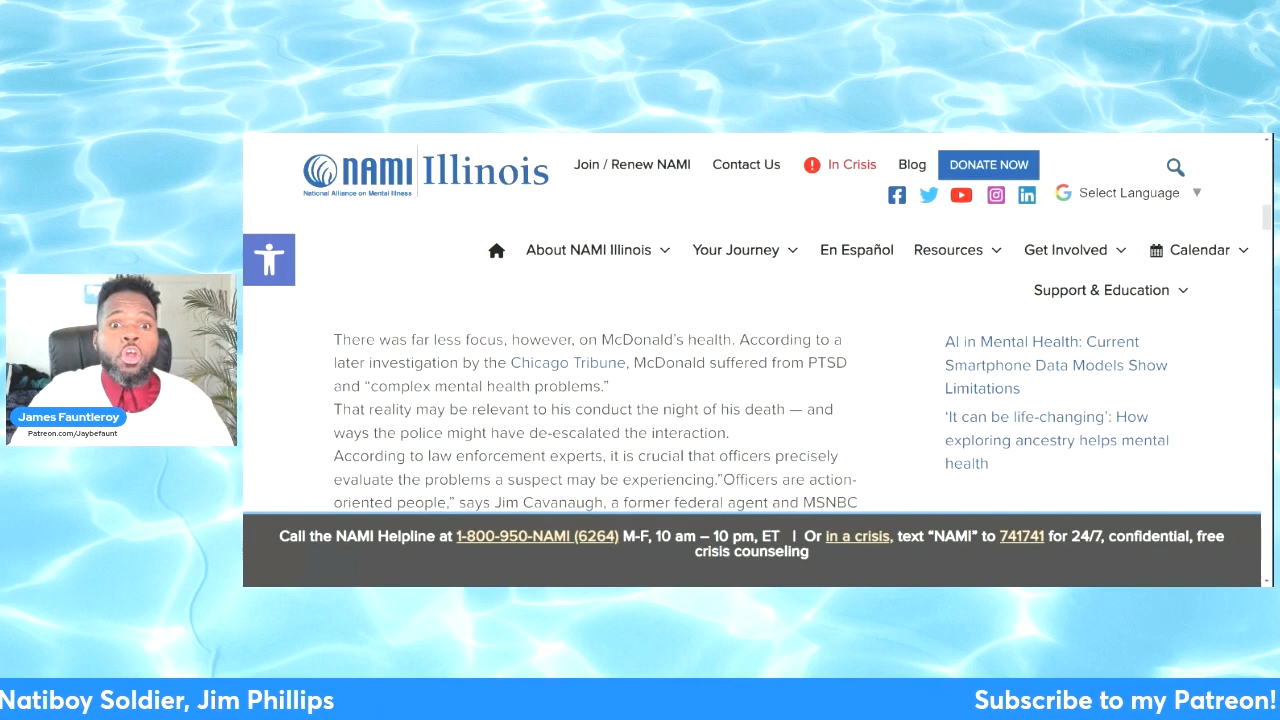 NAMI Illinois
National Alliance on Mental Illness
Join / Renew NAMI
Contact Us
In Crisis
Blog
DONATE NOW
Select Language
About NAMI Illinois
Your Journey
En Español
Resources
Get Involved
Calendar
Support & Education
There was far less focus, however, on McDonald's health. According to a
later investigation by the Chicago Tribune, McDonald suffered from PTSD
and “complex mental health problems.”
That reality may be relevant to his conduct the night of his death — and
ways the police might have de-escalated the interaction.
According to law enforcement experts, it is crucial that officers precisely
evaluate the problems a suspect may be experiencing.”Officers are action-
oriented people,” says Jim Cavanaugh, a former federal agent and MSNBC
AI in Mental Health: Current
Smartphone Data Models Show
Limitations
‘It can be life-changing’: How
exploring ancestry helps mental
health
Call the NAMI Helpline at 1-800-950-NAMI (6264) M-F, 10 am – 10 pm, ET | Or in a crisis, text “NAMI” to 741741 for 24/7, confidential, free
crisis counseling
James Fauntleroy
Patreon.com/Jaybefaunt
Natiboy Soldier, Jim Phillips
Subscribe to my Patreon!